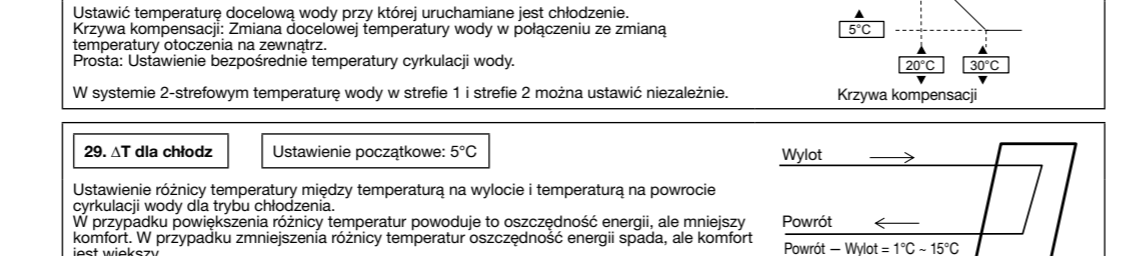 Ustawić temperaturę docelową wody przy której uruchamiane jest chłodzenie.
Krzywa kompensacji: Zmiana docelowej temperatury wody w połączeniu ze zmianą
temperatury otoczenia na zewnątrz.
Prosta: Ustawienie bezpośrednie temperatury cyrkulacji wody.
W systemie 2-strefowym temperaturę wody w strefie 1 i strefie 2 można ustawić niezależnie.
5°C
20°C 30°C
Krzywa kompensacji
29. ΔT dla chłodz
Ustawienie początkowe: 5°C
Ustawienie różnicy temperatury między temperaturą na wylocie i temperaturą na powrocie
cyrkulacji wody dla trybu chłodzenia.
W przypadku powiększenia różnicy temperatur powoduje to oszczędność energii, ale mniejszy
komfort. W przypadku zmniejszenia różnicy temperatur oszczędność energii spada, ale komfort
jest większy.
Wylot
Powrót
Powrót — Wylot = 1°C ~ 15°C